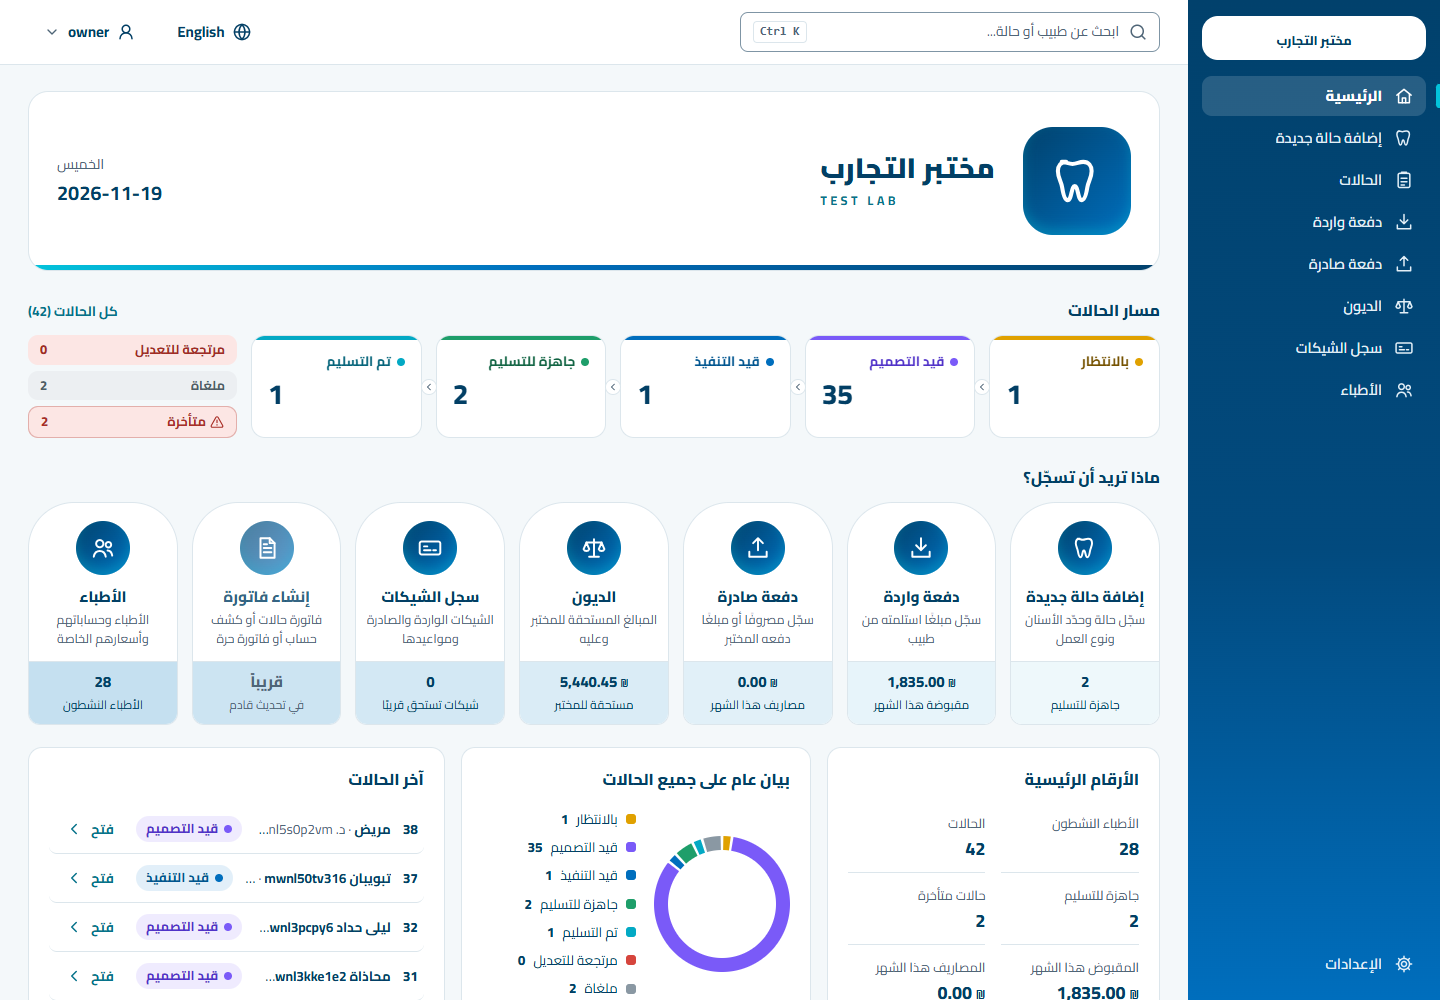 مختبر التجارب
الرئيسية
إضافة حالة جديدة
الحالات
دفعة واردة
دفعة صادرة
الديون
سجل الشيكات
الأطباء
الإعدادات
ابحث عن طبيب أو حالة...
Ctrl K
English
owner
مختبر التجارب
TEST LAB
الخميس
2026-11-19
مسار الحالات
كل الحالات (42)
بالانتظار
1
قيد التصميم
35
قيد التنفيذ
1
جاهزة للتسليم
2
تم التسليم
1
مرتجعة للتعديل 0
ملغاة 2
متأخرة 2
ماذا تريد أن تسجّل؟
إضافة حالة جديدة
سجّل حالة وحدّد الأسنان
ونوع العمل
2
جاهزة للتسليم
دفعة واردة
سجّل مبلغًا استلمته من
طبيب
₪ 1,835.00
مقبوضة هذا الشهر
دفعة صادرة
سجّل مصروفًا أو مبلغًا
دفعه المختبر
₪ 0.00
مصاريف هذا الشهر
الديون
المبالغ المستحقة للمختبر
وعليه
₪ 5,440.45
مستحقة للمختبر
سجل الشيكات
الشيكات الواردة والصادرة
ومواعيدها
0
شيكات تستحق قريبًا
إنشاء فاتورة
فاتورة حالات أو كشف
حساب أو فاتورة حرة
قريباً
في تحديث قادم
الأطباء
الأطباء وحساباتهم
وأسعارهم الخاصة
28
الأطباء النشطون
الأرقام الرئيسية
الأطباء النشطون
28
الحالات
42
جاهزة للتسليم
2
حالات متأخرة
2
المقبوض هذا الشهر
₪ 1,835.00
المصاريف هذا الشهر
₪ 0.00
بيان عام على جميع الحالات
بالانتظار 1
قيد التصميم 35
قيد التنفيذ 1
جاهزة للتسليم 2
تم التسليم 1
مرتجعة للتعديل 0
ملغاة 2
آخر الحالات
38 مريض · د. nl5s0p2vm... قيد التصميم فتح
37 تبويبان mwnl50tv316 · ... قيد التنفيذ فتح
32 ليلى حداد wnl3pcpy6... قيد التصميم فتح
31 محاذاة wnl3kke1e2... قيد التصميم فتح